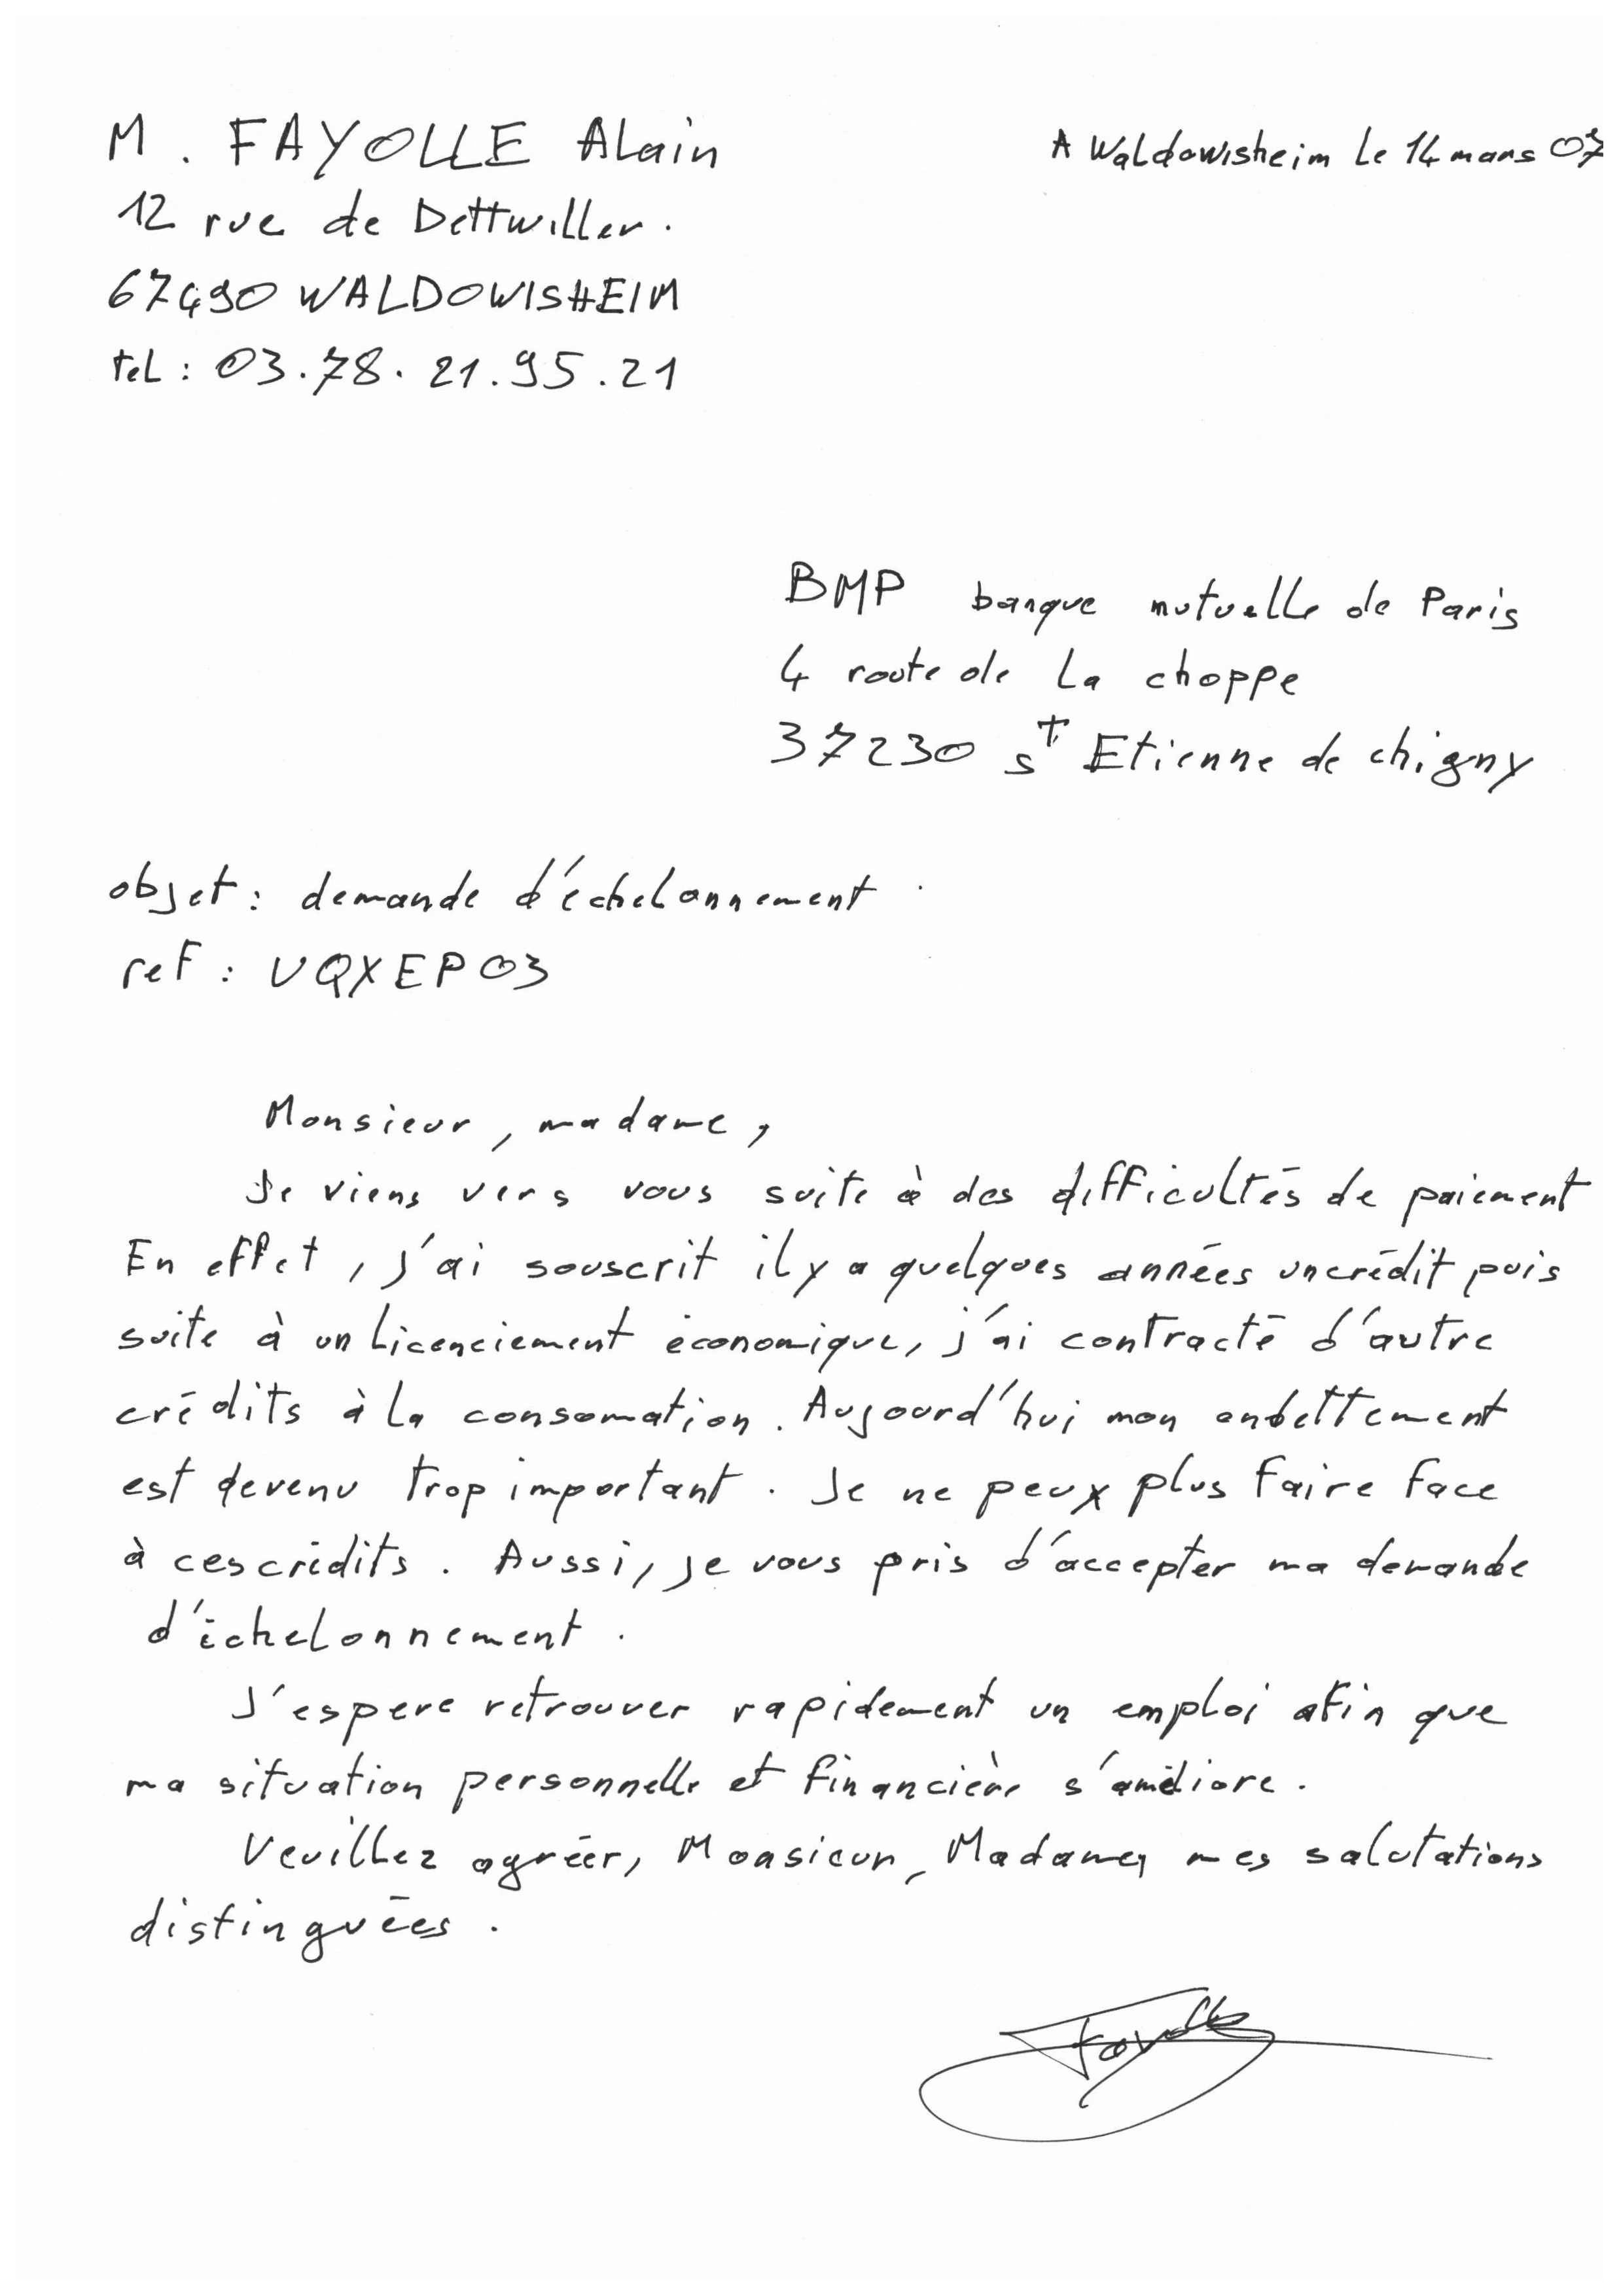 M. FAYOLLE Alain
A Waldowisheim Le 14 mars 07
12 rue de Dettwiller.
67490 WALDOWISHEIM
tel : 03.78.21.95.21
BMP banque mutuelle de Paris
4 route de la choppe
37230 St Etienne de chigny
objet : demande d'échelonnement.
ref : UQXEP03
Monsieur, madame,
Je viens vers vous suite à des difficultés de paiement
En effet, j'ai souscrit il y a quelques années un crédit puis
suite à un licenciement économique, j'ai contracté d'autre
crédits à la consomation. Aujourd'hui mon endettement
est devenu trop important. Je ne peux plus faire face
à ces crédits. Aussi, je vous pris d'accepter ma demande
d'échelonnement.
J'espere retrouver rapidement un emploi afin que
ma situation personnelle et financière s'améliore.
Veuillez agréer, Monsieur, Madame, mes salutations
distinguées.
Fayolle